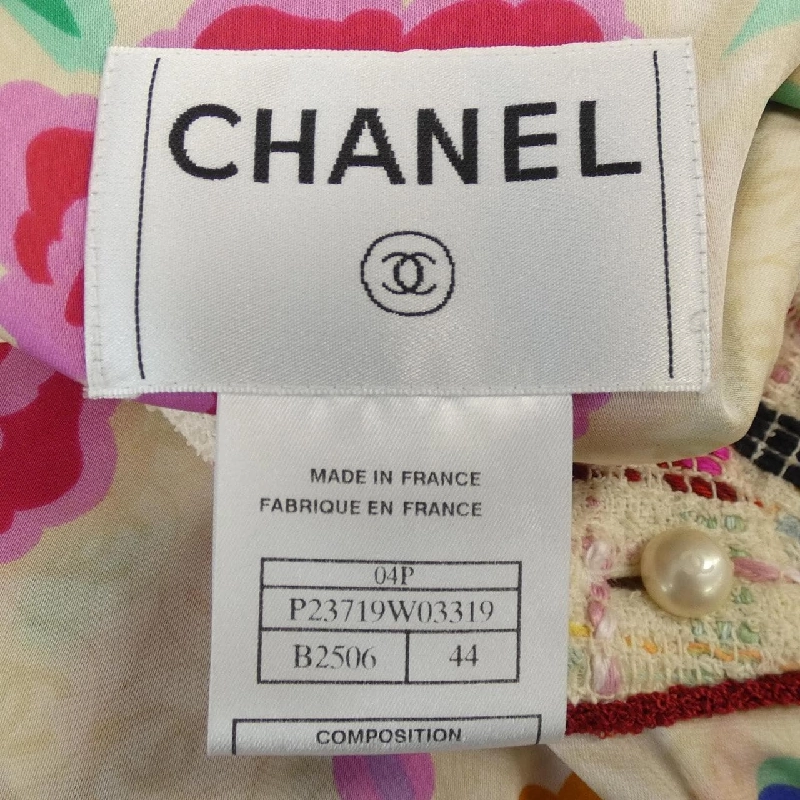 CHANEL
MADE IN FRANCE
FABRIQUE EN FRANCE
04P
P23719W03319
B2506 44
COMPOSITION